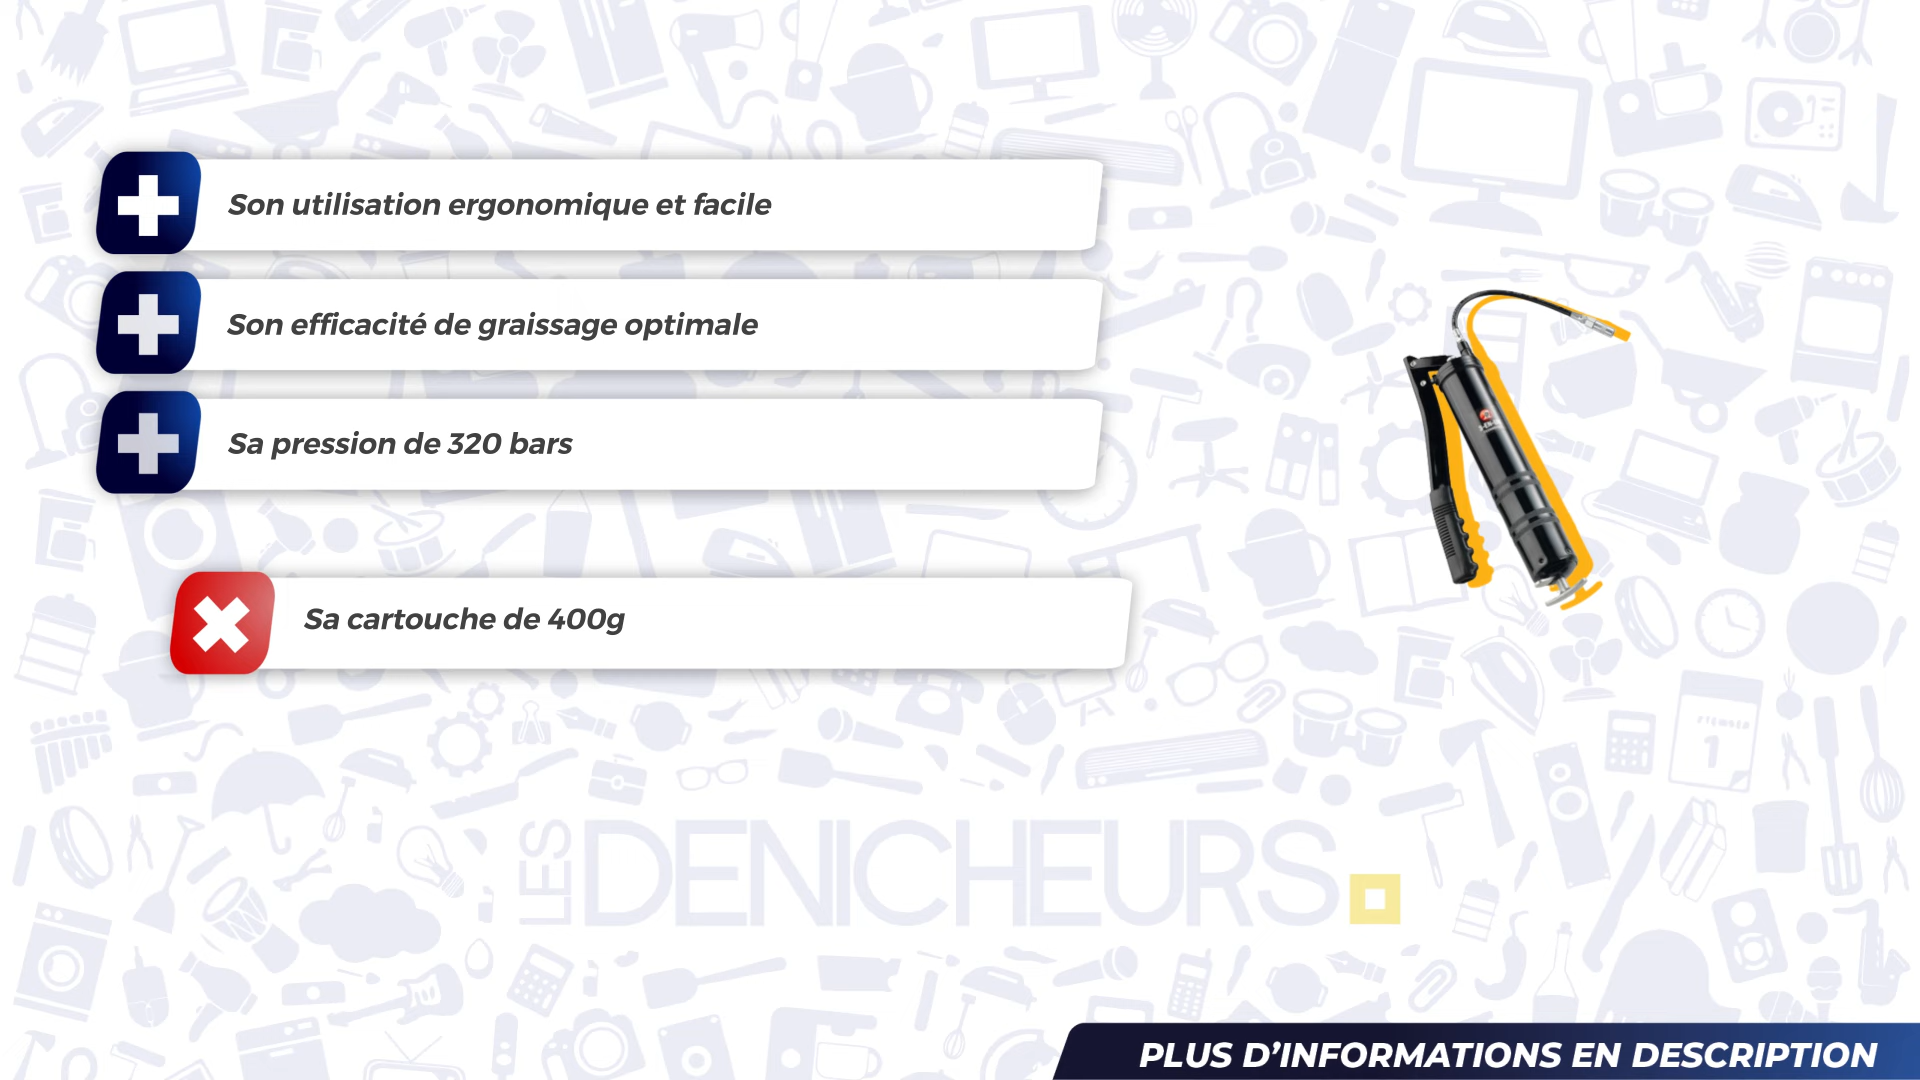 Son utilisation ergonomique et facile
Son efficacité de graissage optimale
Sa pression de 320 bars
Sa cartouche de 400g
1
LES DENICHEURS
PLUS D'INFORMATIONS EN DESCRIPTION